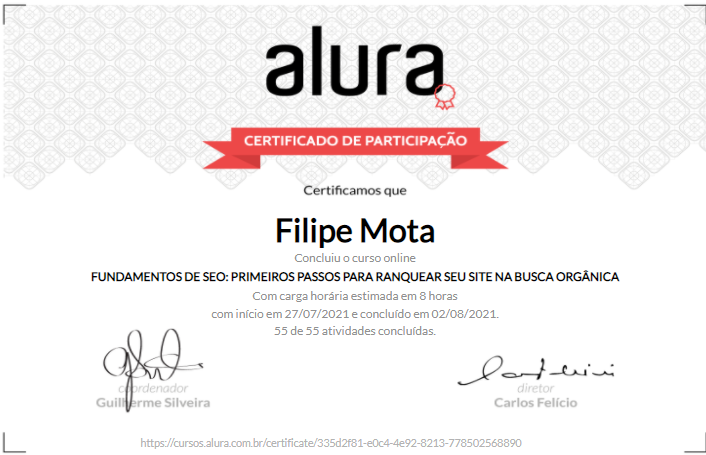 alura
CERTIFICADO DE PARTICIPAÇÃO
Certificamos que
Filipe Mota
Concluiu o curso online
FUNDAMENTOS DE SEO: PRIMEIROS PASSOS PARA RANQUEAR SEU SITE NA BUSCA ORGÂNICA
Com carga horária estimada em 8 horas
com início em 27/07/2021 e concluído em 02/08/2021.
55 de 55 atividades concluídas.
coordenador
Guilherme Silveira
diretor
Carlos Felício
https://cursos.alura.com.br/certificate/335d2f81-e0c4-4e92-8213-778502568890